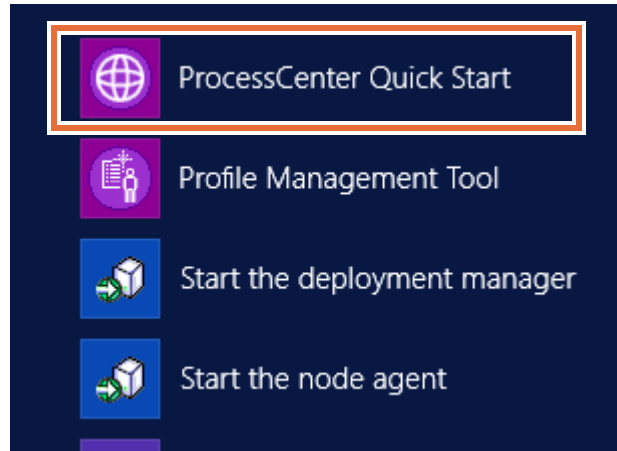 ProcessCenter Quick Start
Profile Management Tool
Start the deployment manager
Start the node agent